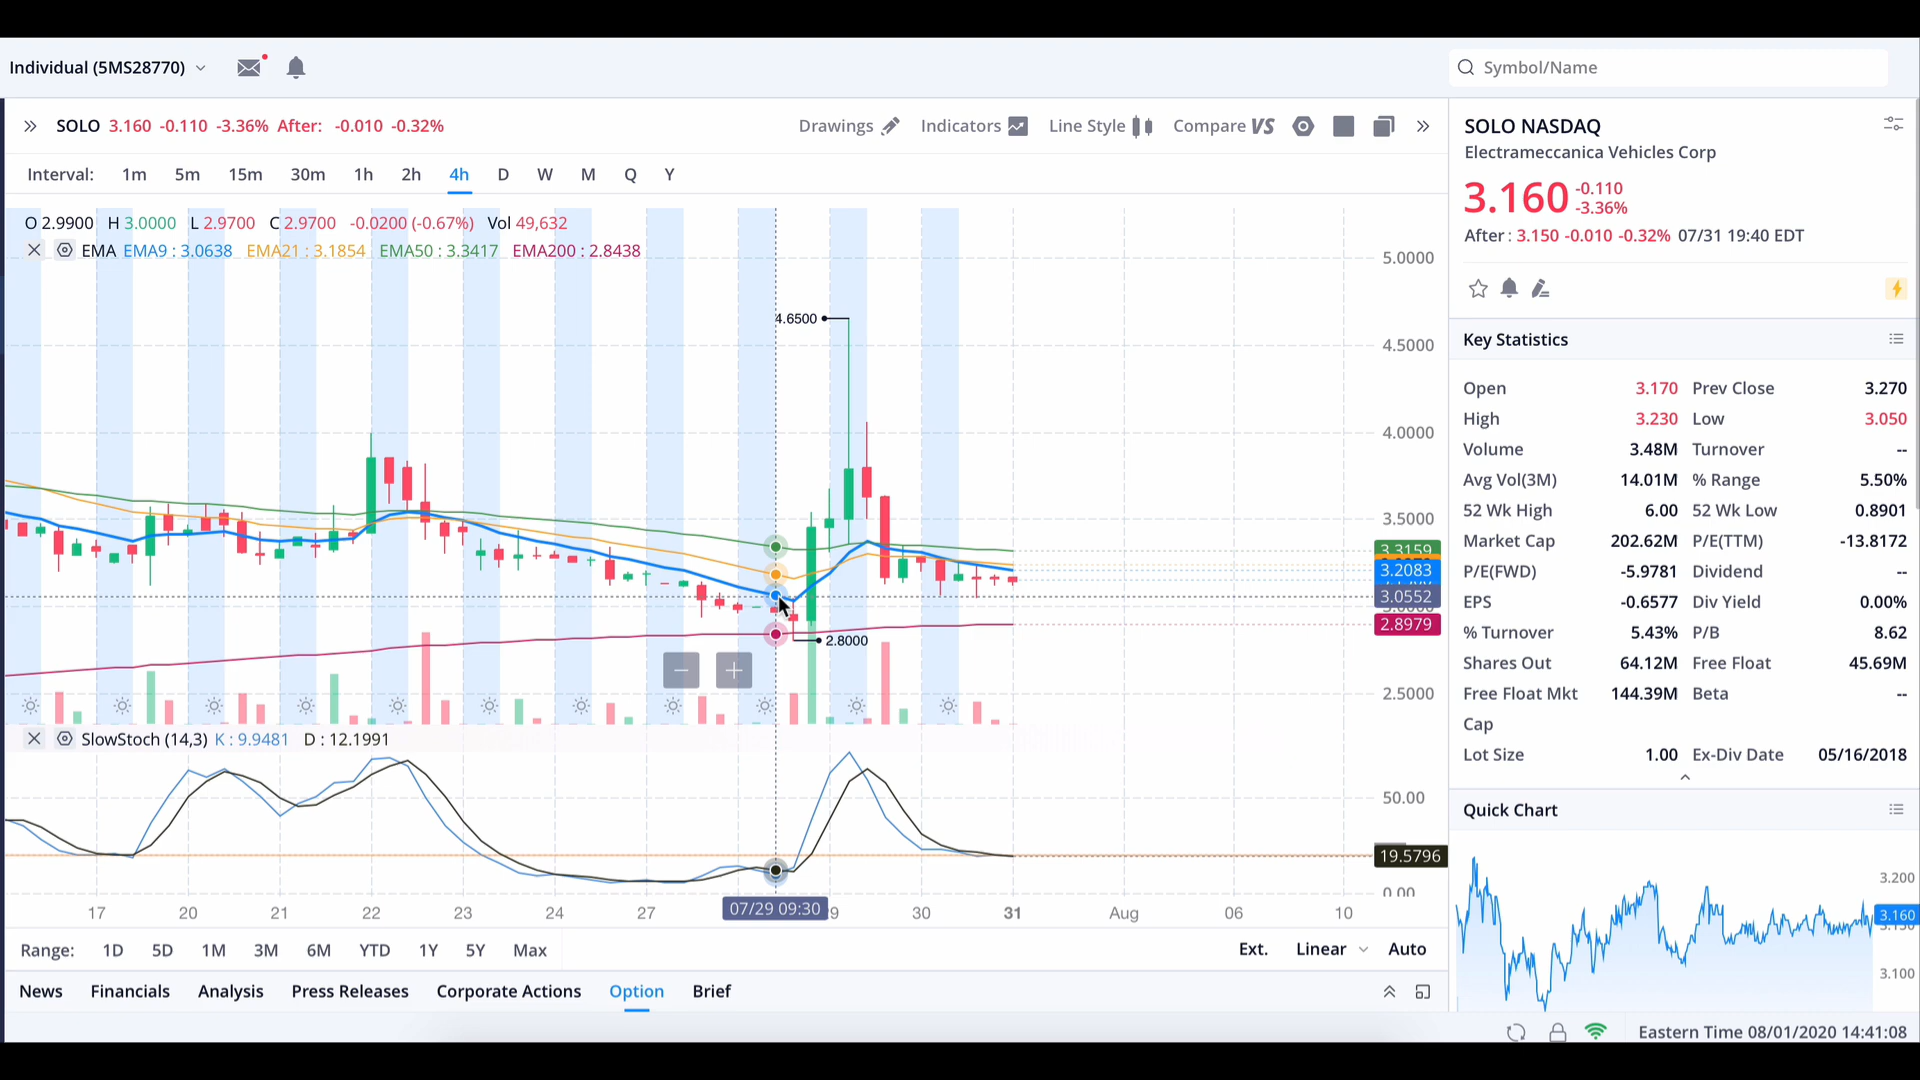 Individual (5MS28770)
Symbol/Name
SOLO 3.160 -0.110 -3.36% After: -0.010 -0.32%
Drawings Indicators Line Style Compare VS
Interval: 1m 5m 15m 30m 1h 2h 4h D W M Q Y
O 2.9900 H 3.0000 L 2.9700 C 2.9700 -0.0200 (-0.67%) Vol 49,632
EMA EMA9 : 3.0638 EMA21 : 3.1854 EMA50 : 3.3417 EMA200 : 2.8438
5.0000
4.6500
4.5000
4.0000
3.5000
3.3159
3.2083
3.0552
2.8979
2.8000
2.5000
SlowStoch (14,3) K : 9.9481 D : 12.1991
50.00
19.5796
0.00
17 20 21 22 23 24 27 07/29 09:30 30 31 Aug 06 10
Range: 1D 5D 1M 3M 6M YTD 1Y 5Y Max
Ext. Linear Auto
News Financials Analysis Press Releases Corporate Actions Option Brief
SOLO NASDAQ
Electrameccanica Vehicles Corp
3.160 -0.110
-3.36%
After : 3.150 -0.010 -0.32% 07/31 19:40 EDT
Key Statistics
Open 3.170 Prev Close 3.270
High 3.230 Low 3.050
Volume 3.48M Turnover --
Avg Vol(3M) 14.01M % Range 5.50%
52 Wk High 6.00 52 Wk Low 0.8901
Market Cap 202.62M P/E(TTM) -13.8172
P/E(FWD) -5.9781 Dividend --
EPS -0.6577 Div Yield 0.00%
% Turnover 5.43% P/B 8.62
Shares Out 64.12M Free Float 45.69M
Free Float Mkt Cap 144.39M Beta --
Lot Size 1.00 Ex-Div Date 05/16/2018
Quick Chart
3.200
3.160
3.100
Eastern Time 08/01/2020 14:41:08